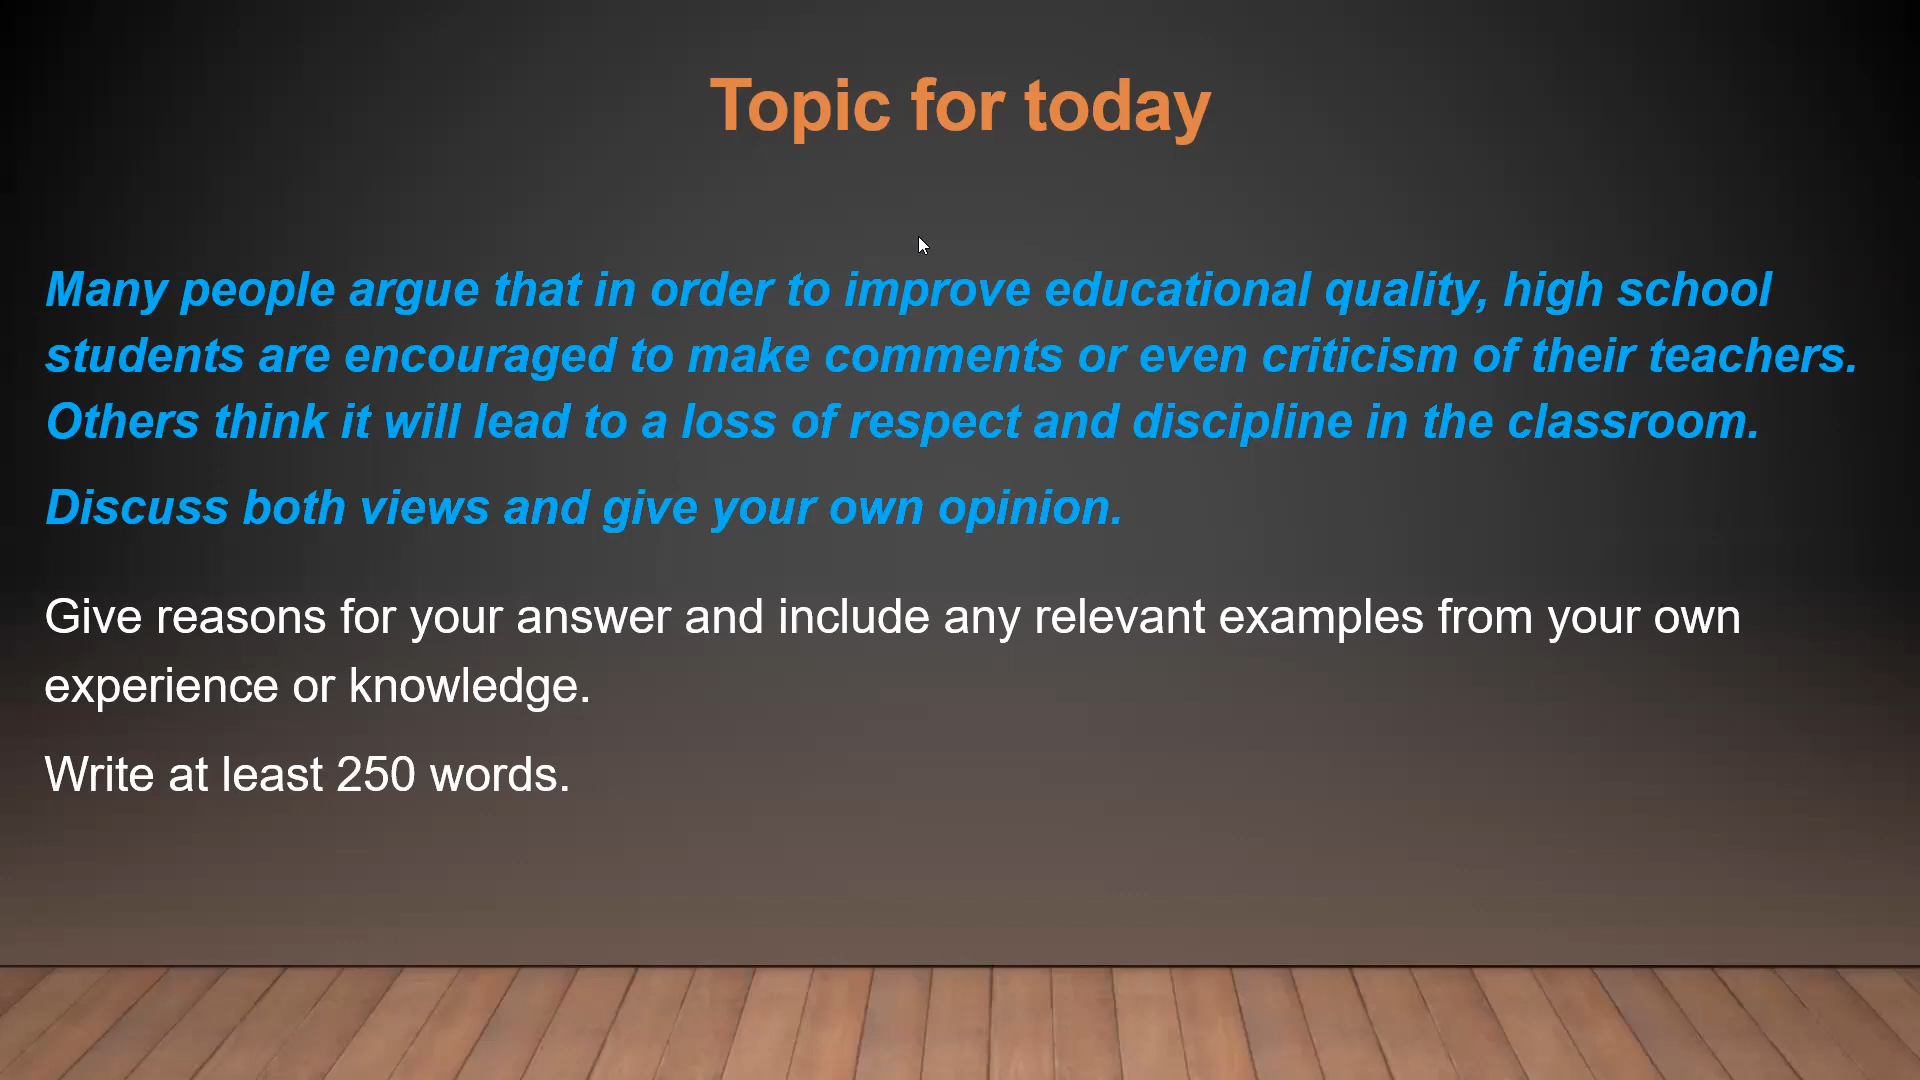 Topic for today
Many people argue that in order to improve educational quality, high school
students are encouraged to make comments or even criticism of their teachers.
Others think it will lead to a loss of respect and discipline in the classroom.
Discuss both views and give your own opinion.
Give reasons for your answer and include any relevant examples from your own
experience or knowledge.
Write at least 250 words.